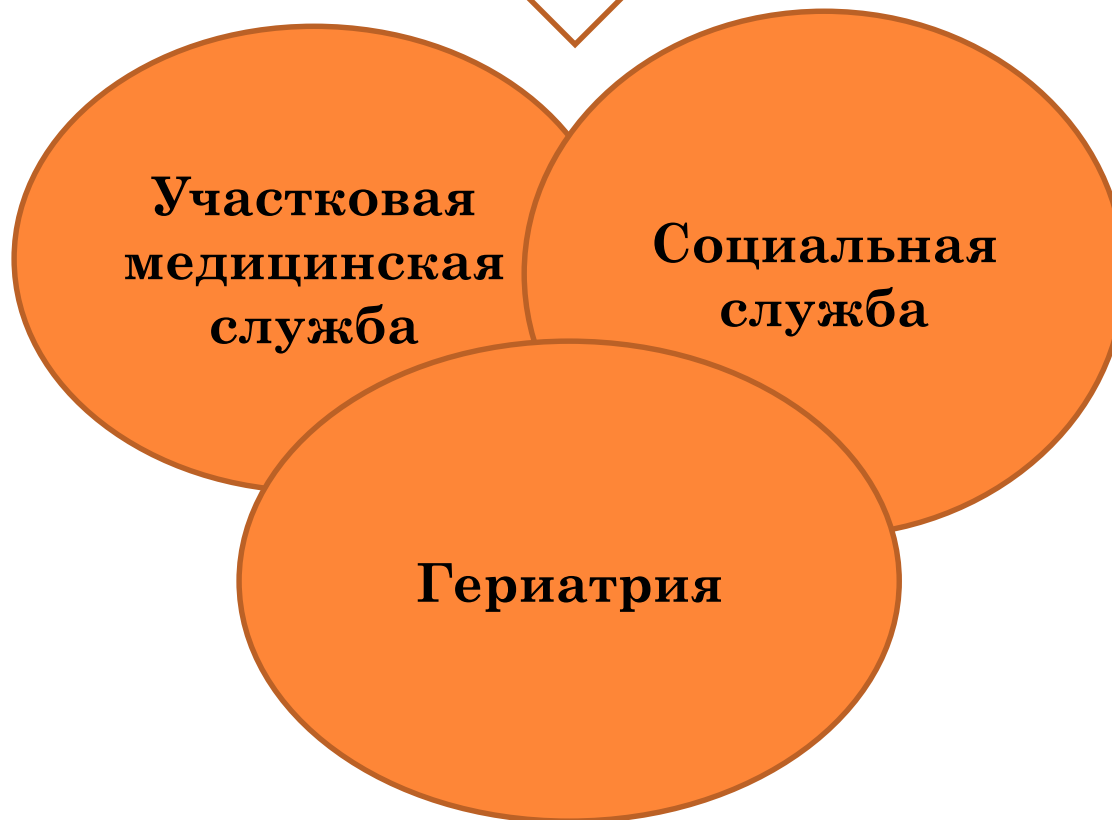 Участковая
медицинская
служба
Социальная
служба
Гериатрия